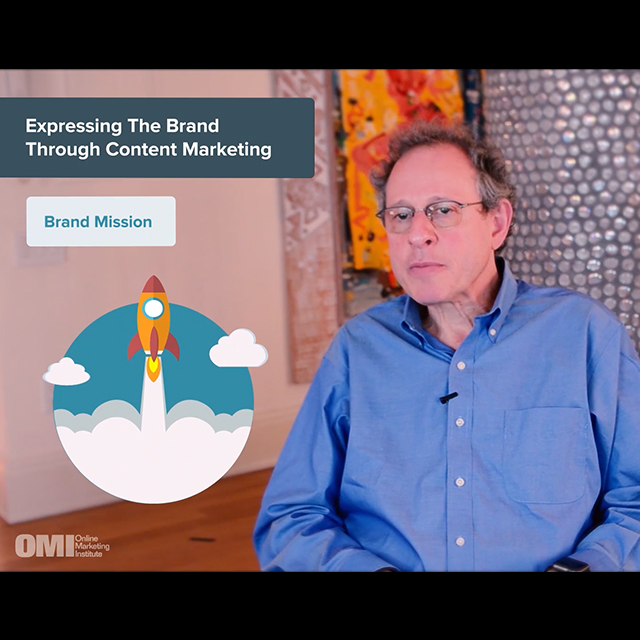 Expressing The Brand
Through Content Marketing
Brand Mission
OMI Online
Marketing
Institute